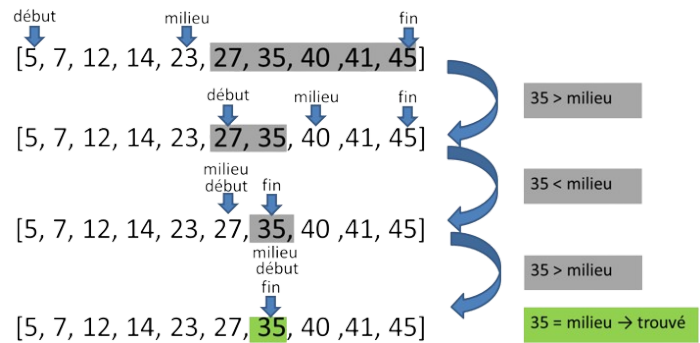 début milieu fin
[5, 7, 12, 14, 23, 27, 35, 40 ,41, 45]
35 > milieu
début milieu fin
[5, 7, 12, 14, 23, 27, 35, 40 ,41, 45]
35 < milieu
milieu
début fin
[5, 7, 12, 14, 23, 27, 35, 40 ,41, 45]
35 > milieu
milieu
début
fin
[5, 7, 12, 14, 23, 27, 35, 40 ,41, 45]
35 = milieu → trouvé